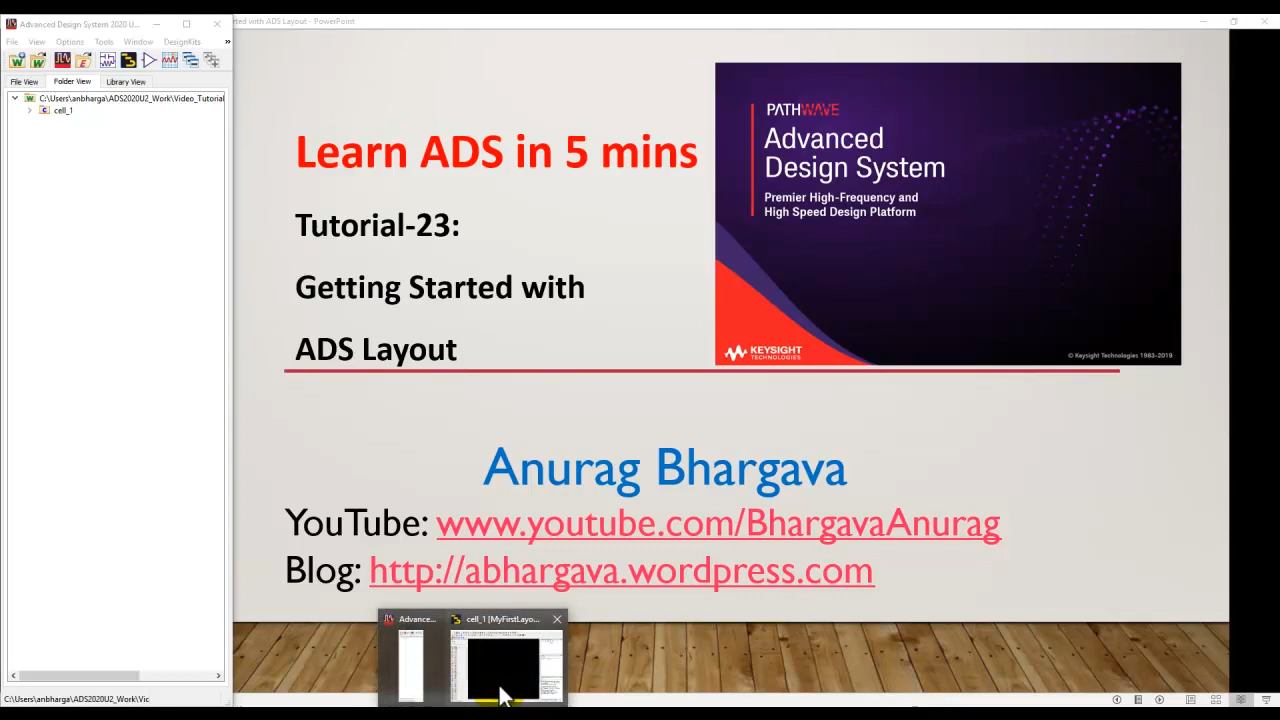 Advanced Design System 2020 U...
started with ADS Layout - PowerPoint
File View Options Tools Window DesignKits »
File View Folder View Library View
C:\Users\anbharga\ADS2020U2_Work\Video_Tutorial
cell_1
Learn ADS in 5 mins
Tutorial-23:
Getting Started with
ADS Layout
PATHWAVE
Advanced
Design System
Premier High-Frequency and
High Speed Design Platform
KEYSIGHT
TECHNOLOGIES
© Keysight Technologies 1983-2019
Anurag Bhargava
YouTube: www.youtube.com/BhargavaAnurag
Blog: http://abhargava.wordpress.com
Advance...
cell_1 [MyFirstLayo...
C:\Users\anbharga\ADS2020U2_Work\Vic